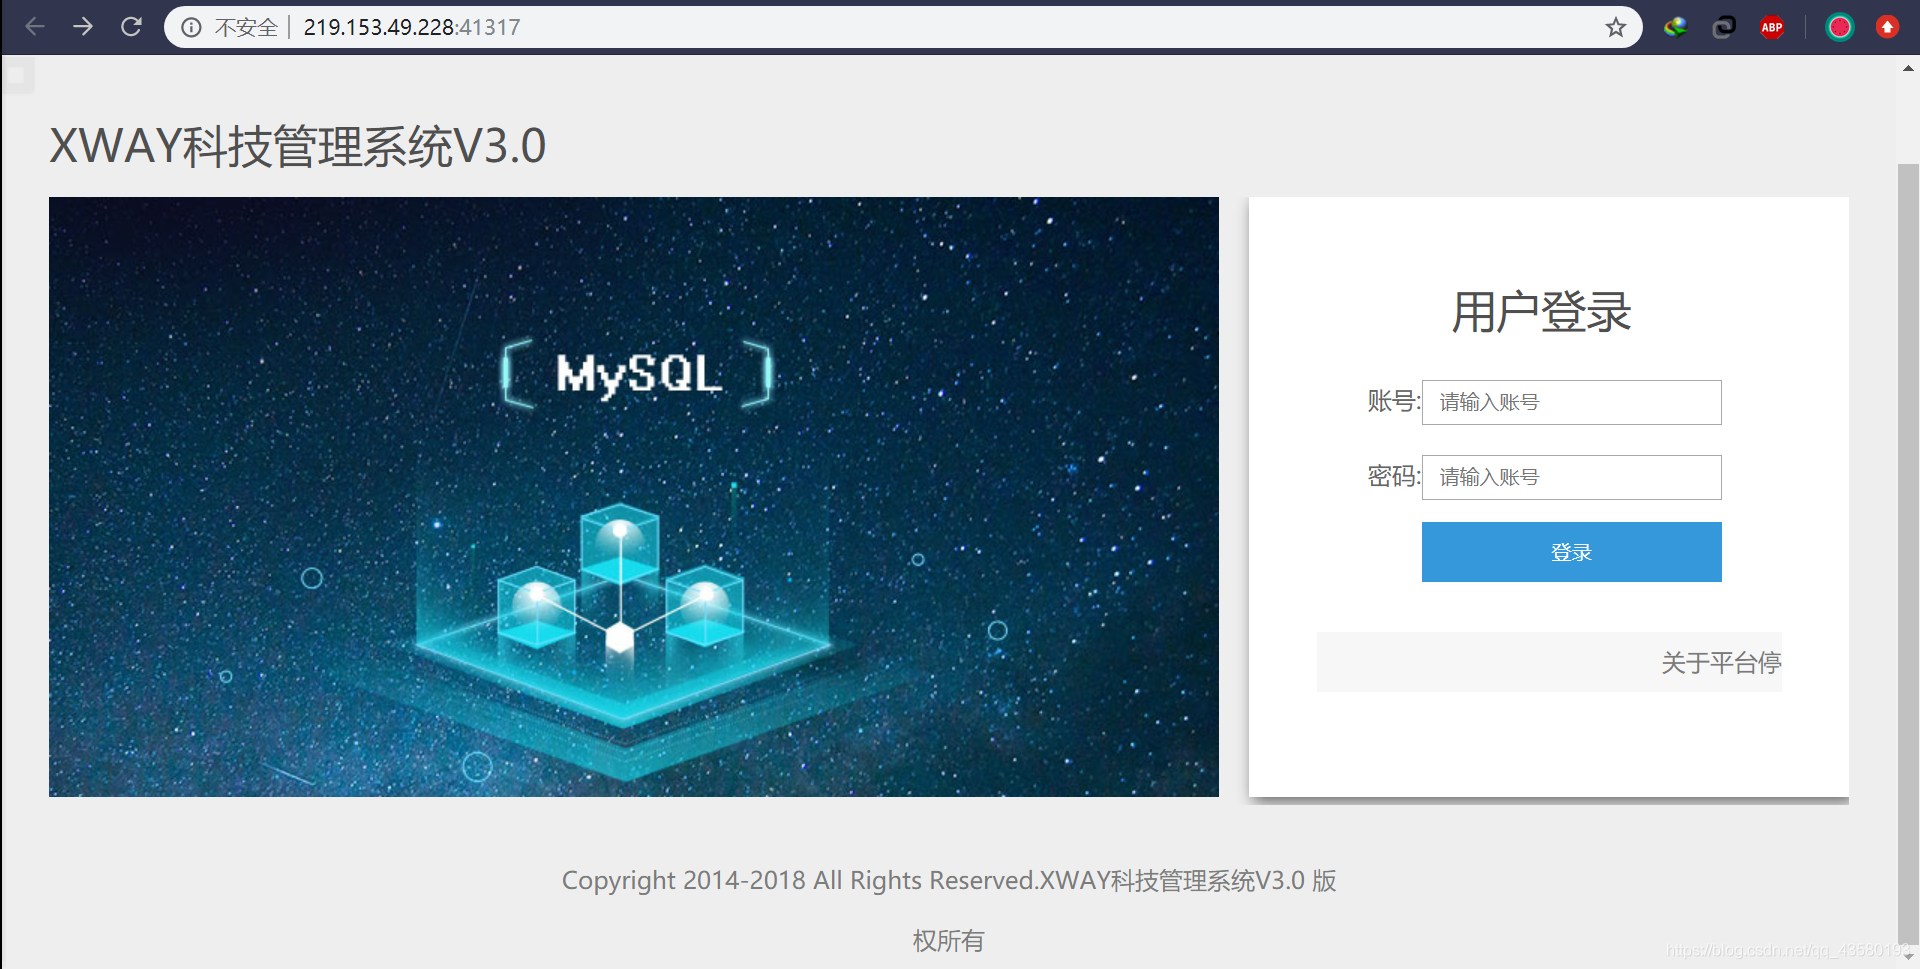 不安全 219.153.49.228:41317
ABP
XWAY科技管理系统V3.0
MySQL
用户登录
账号: 请输入账号
密码: 请输入账号
登录
关于平台停
Copyright 2014-2018 All Rights Reserved.XWAY科技管理系统V3.0 版
权所有
https://blog.csdn.net/qq_43580193